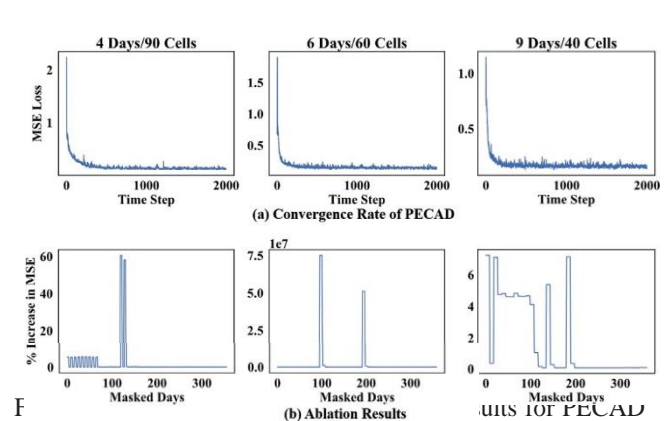 4 Days/90 Cells 6 Days/60 Cells 9 Days/40 Cells
MSE Loss
2 1
1.5 1.0 0.5
1.0 0.5
0 1000 2000 0 1000 2000 0 1000 2000
Time Step Time Step Time Step
(a) Convergence Rate of PECAD
1e7
% Increase in MSE
60 40 20 0
7.5 5.0 2.5 0.0
6 4 2 0
0 100 200 300 0 100 200 300 0 100 200 300
Masked Days Masked Days Masked Days
(b) Ablation Results
for PECAD